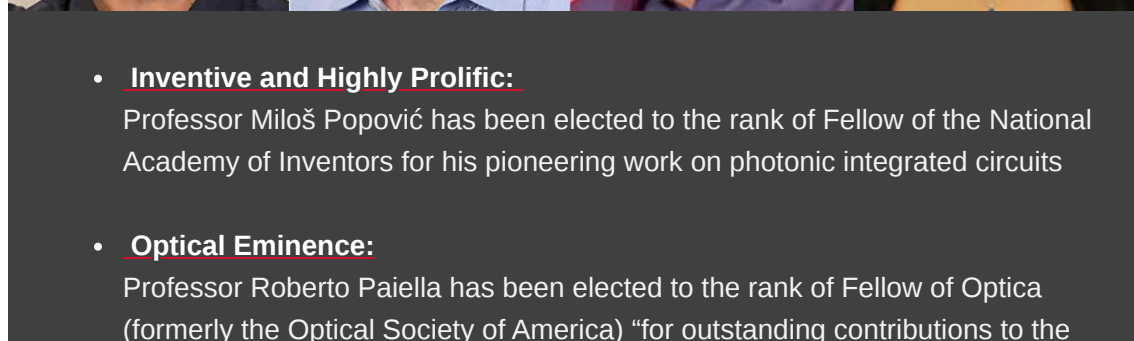 Inventive and Highly Prolific:
Professor Miloš Popović has been elected to the rank of Fellow of the National
Academy of Inventors for his pioneering work on photonic integrated circuits
Optical Eminence:
Professor Roberto Paiella has been elected to the rank of Fellow of Optica
(formerly the Optical Society of America) “for outstanding contributions to the